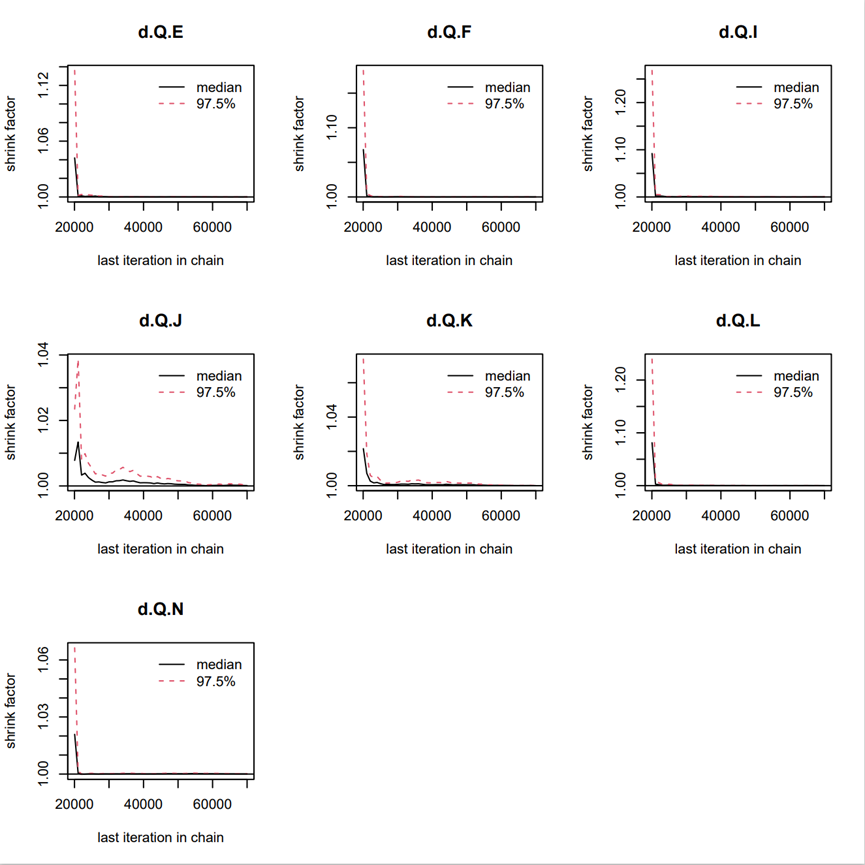 d.Q.E
d.Q.F
d.Q.I
shrink factor
1.00
1.06
1.12
median
97.5%
20000 40000 60000
last iteration in chain
shrink factor
1.00
1.10
median
97.5%
20000 40000 60000
last iteration in chain
shrink factor
1.00
1.10
1.20
median
97.5%
20000 40000 60000
last iteration in chain
d.Q.J
d.Q.K
d.Q.L
shrink factor
1.00
1.02
1.04
median
97.5%
20000 40000 60000
last iteration in chain
shrink factor
1.00
1.04
median
97.5%
20000 40000 60000
last iteration in chain
shrink factor
1.00
1.10
1.20
median
97.5%
20000 40000 60000
last iteration in chain
d.Q.N
shrink factor
1.00
1.03
1.06
median
97.5%
20000 40000 60000
last iteration in chain